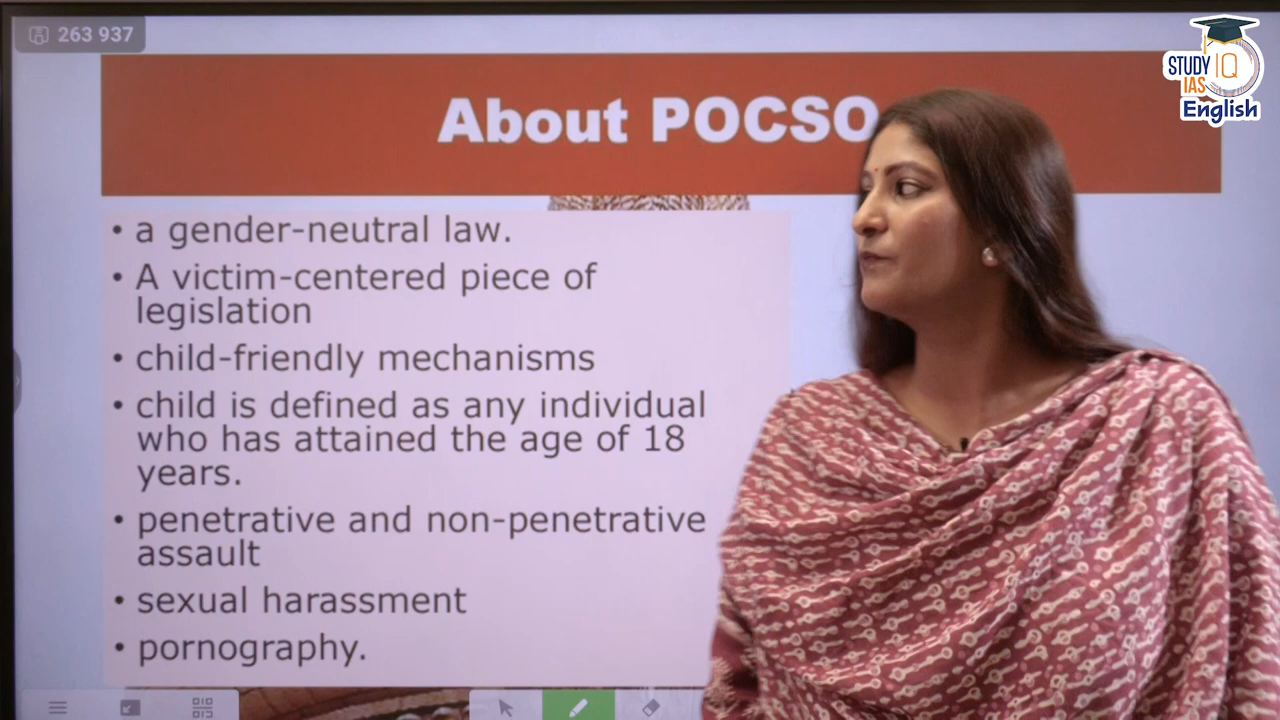 263 937
STUDY IQ
IAS
English
About POCSO
• a gender-neutral law.
• A victim-centered piece of
legislation
• child-friendly mechanisms
• child is defined as any individual
who has attained the age of 18
years.
• penetrative and non-penetrative
assault
• sexual harassment
• pornography.